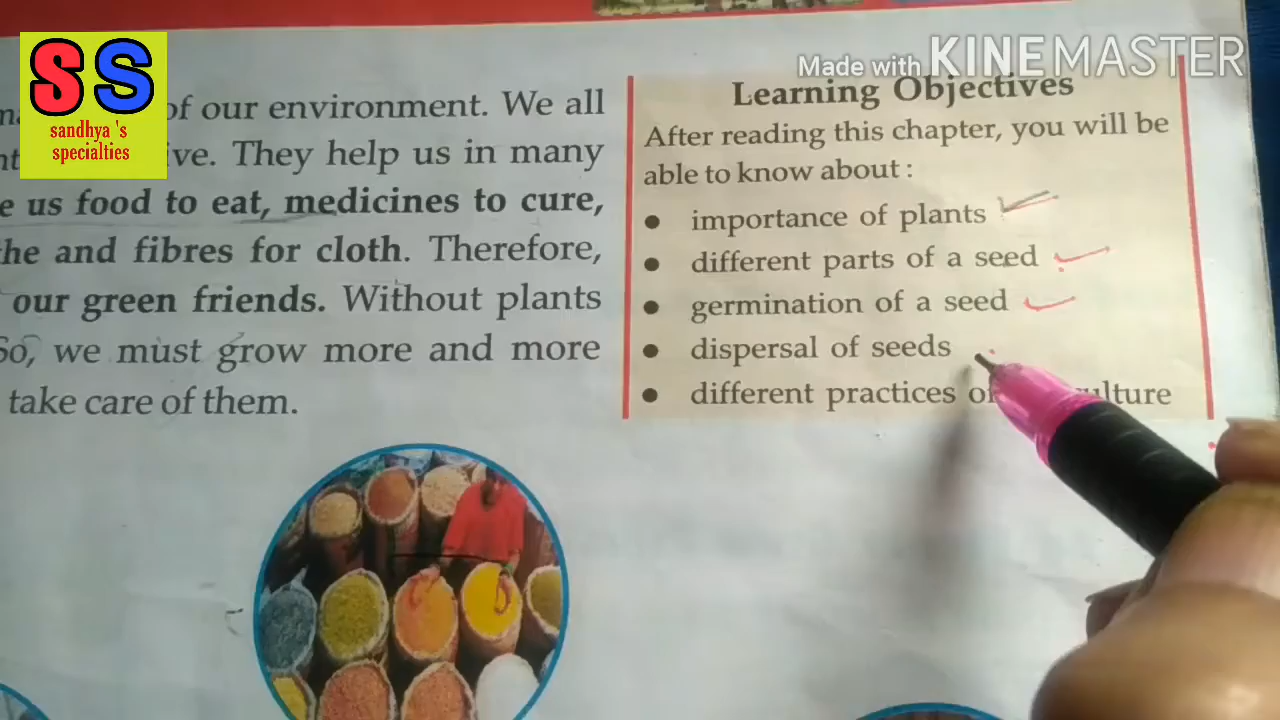 SS
sandhya 's
specialties
Made with KINEMASTER
of our environment. We all
ive. They help us in many
us food to eat, medicines to cure,
and fibres for cloth. Therefore,
our green friends. Without plants
So, we must grow more and more
take care of them.
Learning Objectives
After reading this chapter, you will be
able to know about :
• importance of plants
• different parts of a seed
• germination of a seed
• dispersal of seeds
• different practices of